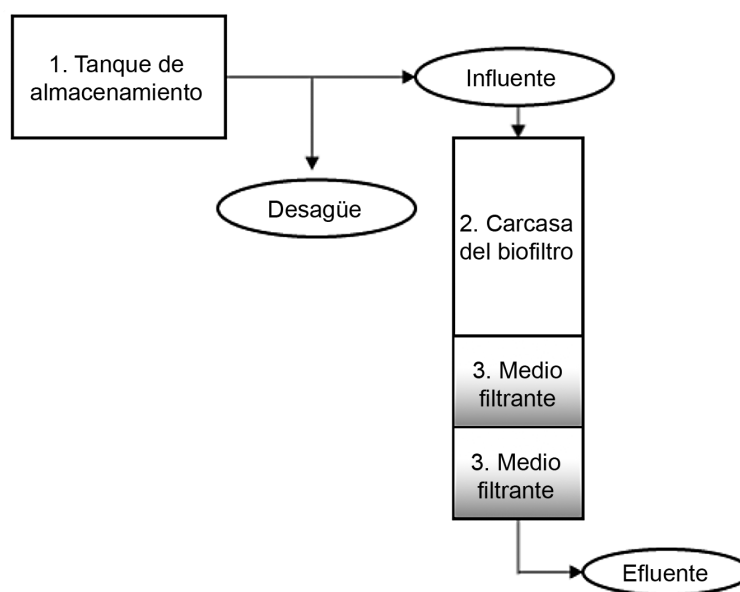 1. Tanque de
almacenamiento
Influente
Desagüe
2. Carcasa
del biofiltro
3. Medio
filtrante
3. Medio
filtrante
Efluente